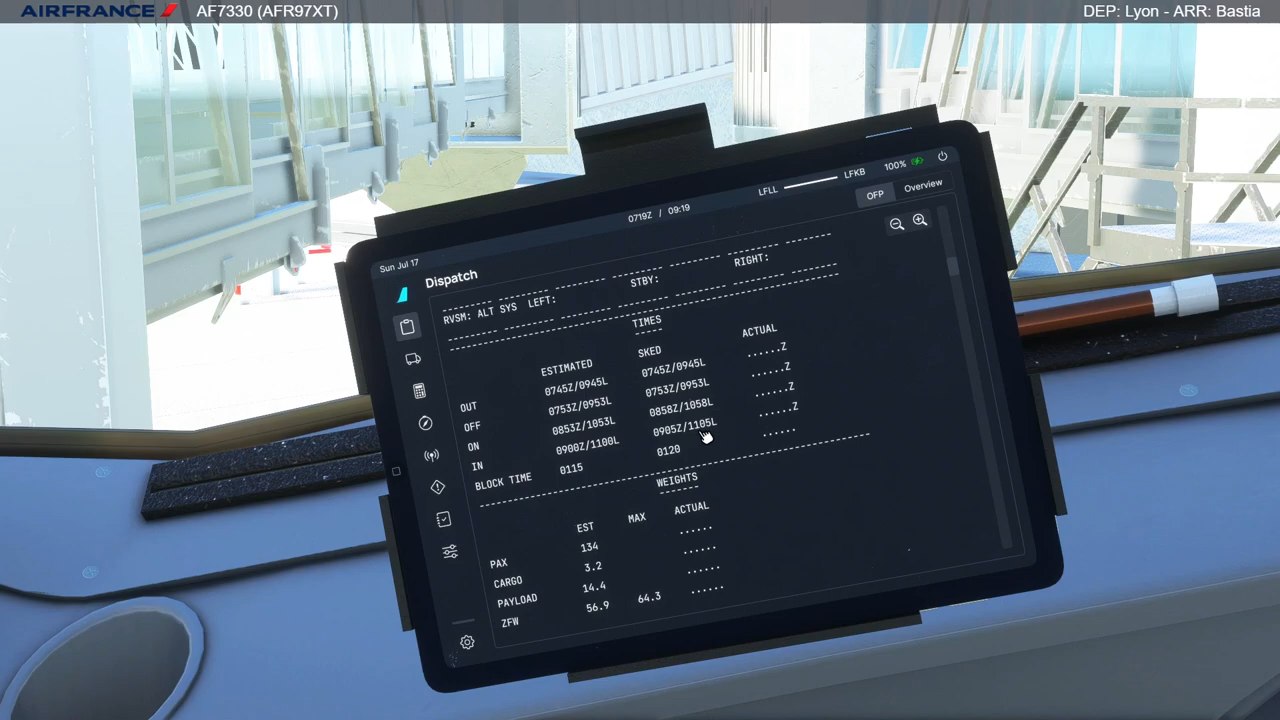 AIRFRANCE AF7330 (AFR97XT) DEP: Lyon - ARR: Bastia
Sun Jul 17 0719Z / 09:19 LFLL LFKB 100%
Dispatch OFP Overview
RVSM: ALT SYS LEFT: STBY: RIGHT:
TIMES
ESTIMATED SKED ACTUAL
OUT 0745Z/0945L 0745Z/0945L ......Z
OFF 0753Z/0953L 0753Z/0953L ......Z
ON 0853Z/1053L 0858Z/1058L ......Z
IN 0900Z/1100L 0905Z/1105L ......Z
BLOCK TIME 0115 0120 ......
WEIGHTS
EST MAX ACTUAL
PAX 134 ......
CARGO 3.2 ......
PAYLOAD 14.4 ......
ZFW 56.9 64.3 ......